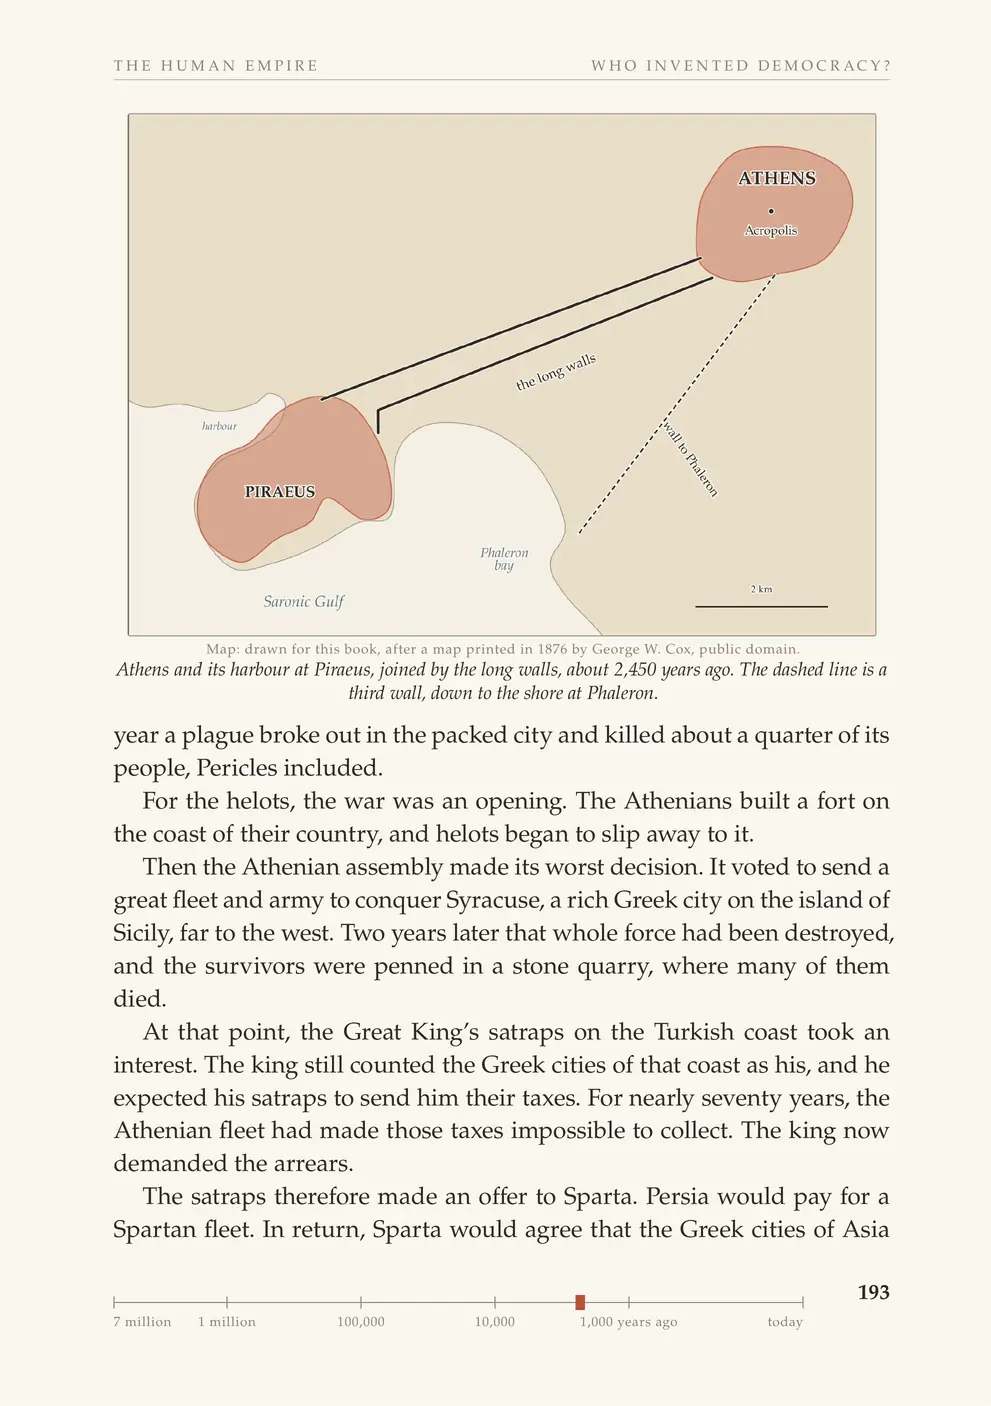 THE HUMAN EMPIRE
WHO INVENTED DEMOCRACY?
ATHENS
Acropolis
the long walls
harbour
wall to Phaleron
PIRAEUS
Phaleron
bay
2 km
Saronic Gulf
Map: drawn for this book, after a map printed in 1876 by George W. Cox, public domain.
Athens and its harbour at Piraeus, joined by the long walls, about 2,450 years ago. The dashed line is a
third wall, down to the shore at Phaleron.
year a plague broke out in the packed city and killed about a quarter of its
people, Pericles included.
For the helots, the war was an opening. The Athenians built a fort on
the coast of their country, and helots began to slip away to it.
Then the Athenian assembly made its worst decision. It voted to send a
great fleet and army to conquer Syracuse, a rich Greek city on the island of
Sicily, far to the west. Two years later that whole force had been destroyed,
and the survivors were penned in a stone quarry, where many of them
died.
At that point, the Great King’s satraps on the Turkish coast took an
interest. The king still counted the Greek cities of that coast as his, and he
expected his satraps to send him their taxes. For nearly seventy years, the
Athenian fleet had made those taxes impossible to collect. The king now
demanded the arrears.
The satraps therefore made an offer to Sparta. Persia would pay for a
Spartan fleet. In return, Sparta would agree that the Greek cities of Asia
193
7 million
1 million
100,000
10,000
1,000 years ago
today